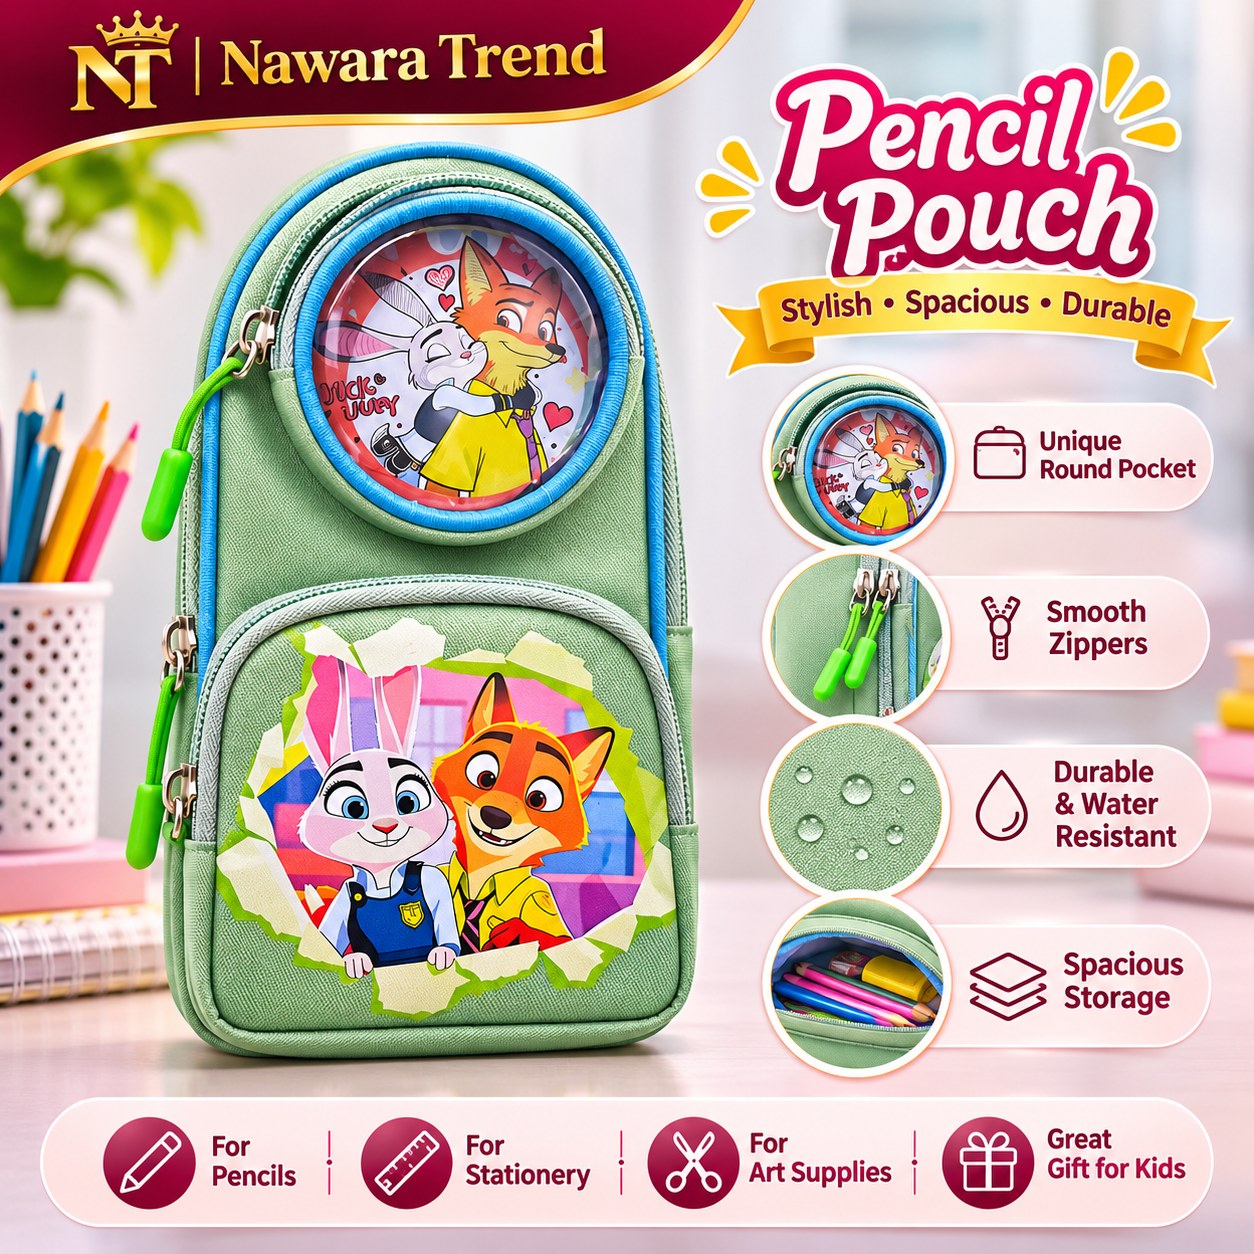 NT | Nawara Trend
Pencil
Pouch
Stylish • Spacious • Durable
Unique
Round Pocket
Smooth
Zippers
Durable
& Water
Resistant
Spacious
Storage
For
Pencils
For
Stationery
For
Art Supplies
Great
Gift for Kids